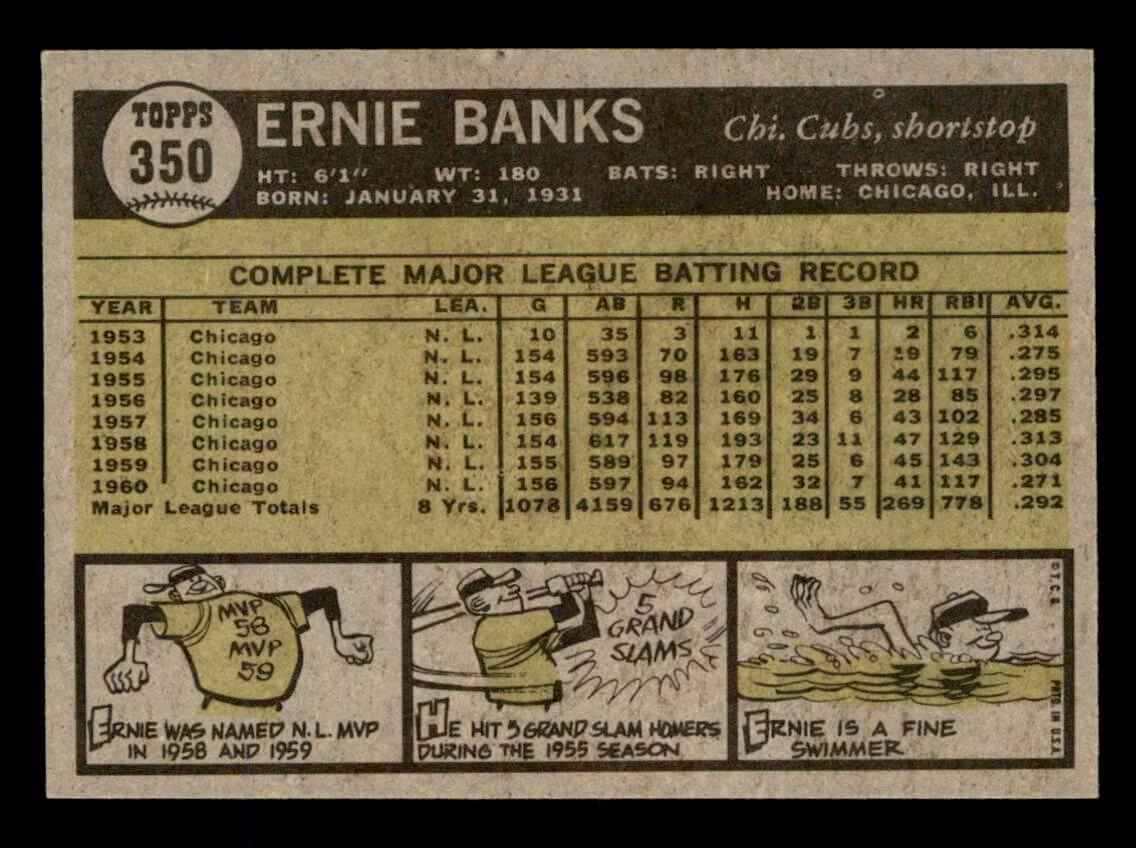 TOPPS
350
ERNIE BANKS
Chi. Cubs, shortstop
HT: 6'1" WT: 180 BATS: RIGHT THROWS: RIGHT
BORN: JANUARY 31, 1931 HOME: CHICAGO, ILL.
COMPLETE MAJOR LEAGUE BATTING RECORD
YEAR TEAM LEA. G AB R H 2B 3B HR RBI AVG.
1953 Chicago N. L. 10 35 3 11 1 1 2 6 .314
1954 Chicago N. L. 154 593 70 163 19 7 19 79 .275
1955 Chicago N. L. 154 596 98 176 29 9 44 117 .295
1956 Chicago N. L. 139 538 82 160 25 8 28 85 .297
1957 Chicago N. L. 156 594 113 169 34 6 43 102 .285
1958 Chicago N. L. 154 617 119 193 23 11 47 129 .313
1959 Chicago N. L. 155 589 97 179 25 6 45 143 .304
1960 Chicago N. L. 156 597 94 162 32 7 41 117 .271
Major League Totals 8 Yrs. 1078 4159 676 1213 188 55 269 778 .292
MVP
58
MVP
59
ERNIE WAS NAMED N.L. MVP
IN 1958 AND 1959
5
GRAND
SLAMS
HE HIT 5 GRAND SLAM HOMERS
DURING THE 1955 SEASON
ERNIE IS A FINE
SWIMMER
© T.C.G. PRTD. IN U.S.A.